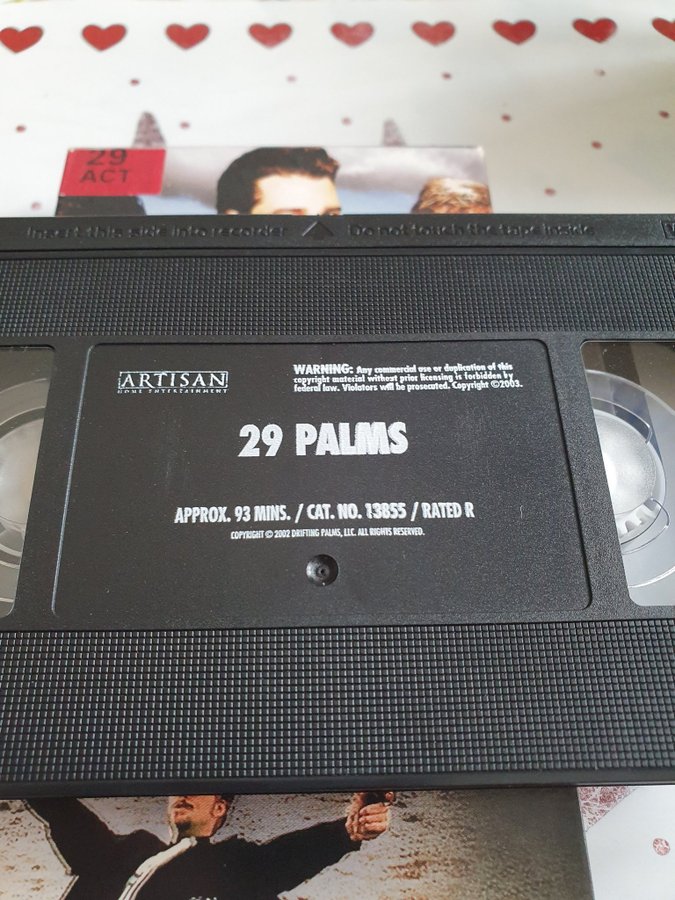 29
ACT
Insert this side into recorder
Do not touch the tape inside
ARTISAN
HOME ENTERTAINMENT
WARNING: Any commercial use or duplication of this
copyright material without prior licensing is forbidden by
federal law. Violators will be prosecuted. Copyright ©2003.
29 PALMS
APPROX. 93 MINS. / CAT. NO. 13855 / RATED R
COPYRIGHT © 2002 DRIFTING PALMS, LLC. ALL RIGHTS RESERVED.